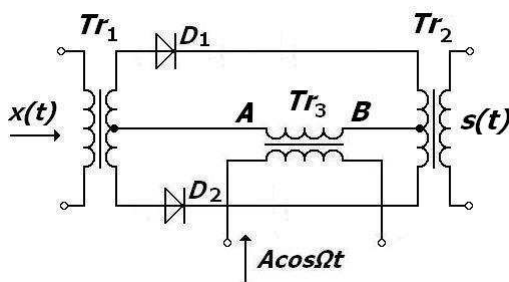 Tr1
D1
Tr2
x(t)
A
Tr3
B
s(t)
D2
AcosΩt